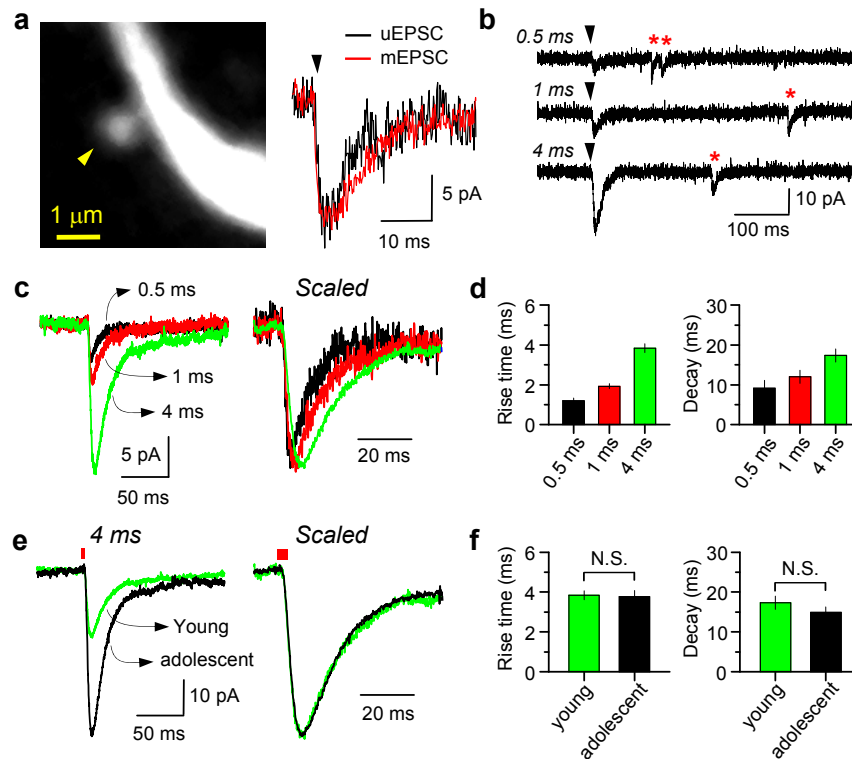 a
uEPSC
mEPSC
1 μm
5 pA
10 ms
b
0.5 ms
**
1 ms
*
4 ms
*
10 pA
100 ms
c
0.5 ms
1 ms
4 ms
5 pA
50 ms
Scaled
20 ms
d
Rise time (ms)
6
4
2
0
0.5 ms
1 ms
4 ms
Decay (ms)
30
20
10
0
0.5 ms
1 ms
4 ms
e
4 ms
Young
adolescent
10 pA
50 ms
Scaled
20 ms
f
Rise time (ms)
6
4
2
0
N.S.
young
adolescent
Decay (ms)
30
20
10
0
N.S.
young
adolescent